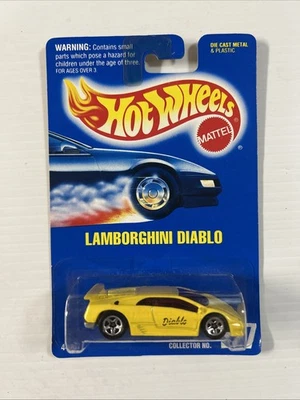 WARNING: Contains small
parts which pose a hazard for
children under the age of three.
FOR AGES OVER 3
DIE CAST METAL
& PLASTIC
Hot Wheels
MATTEL
LAMBORGHINI DIABLO
Diablo
COLLECTOR NO.